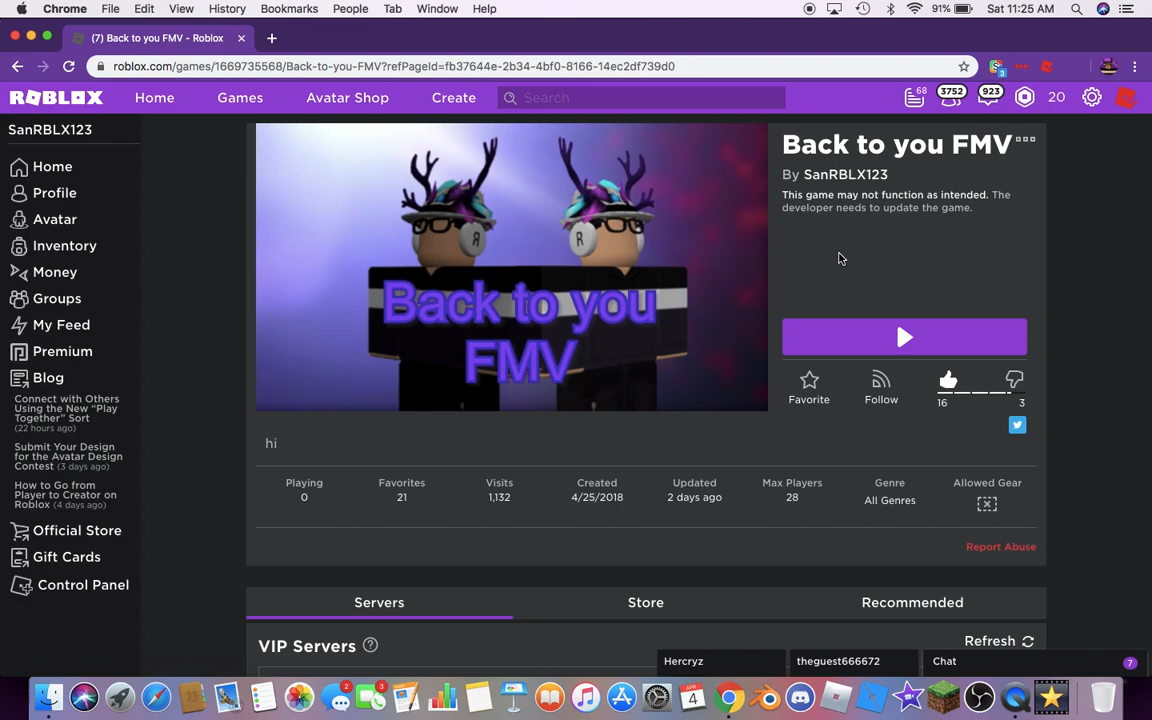 Chrome File Edit View History Bookmarks People Tab Window Help 91% Sat 11:25 AM
(7) Back to you FMV - Roblox
roblox.com/games/1669735568/Back-to-you-FMV?refPageId=fb37644e-2b34-4bf0-8166-14ec2df739d0
3
ROBLOX Home Games Avatar Shop Create Search 68 3752 923 20
SanRBLX123
Home
Profile
Avatar
Inventory
Money
Groups
My Feed
Premium
Blog
Connect with Others
Using the New “Play
Together” Sort
(22 hours ago)
Submit Your Design
for the Avatar Design
Contest (3 days ago)
How to Go from
Player to Creator on
Roblox (4 days ago)
Official Store
Gift Cards
Control Panel
R R
Back to you
FMV
Back to you FMV
By SanRBLX123
This game may not function as intended. The
developer needs to update the game.
Favorite Follow 16 3
hi
Playing Favorites Visits Created Updated Max Players Genre Allowed Gear
0 21 1,132 4/25/2018 2 days ago 28 All Genres
Report Abuse
Servers Store Recommended
VIP Servers ? Refresh
Hercryz theguest666672 Chat 7
2 3 APR 4